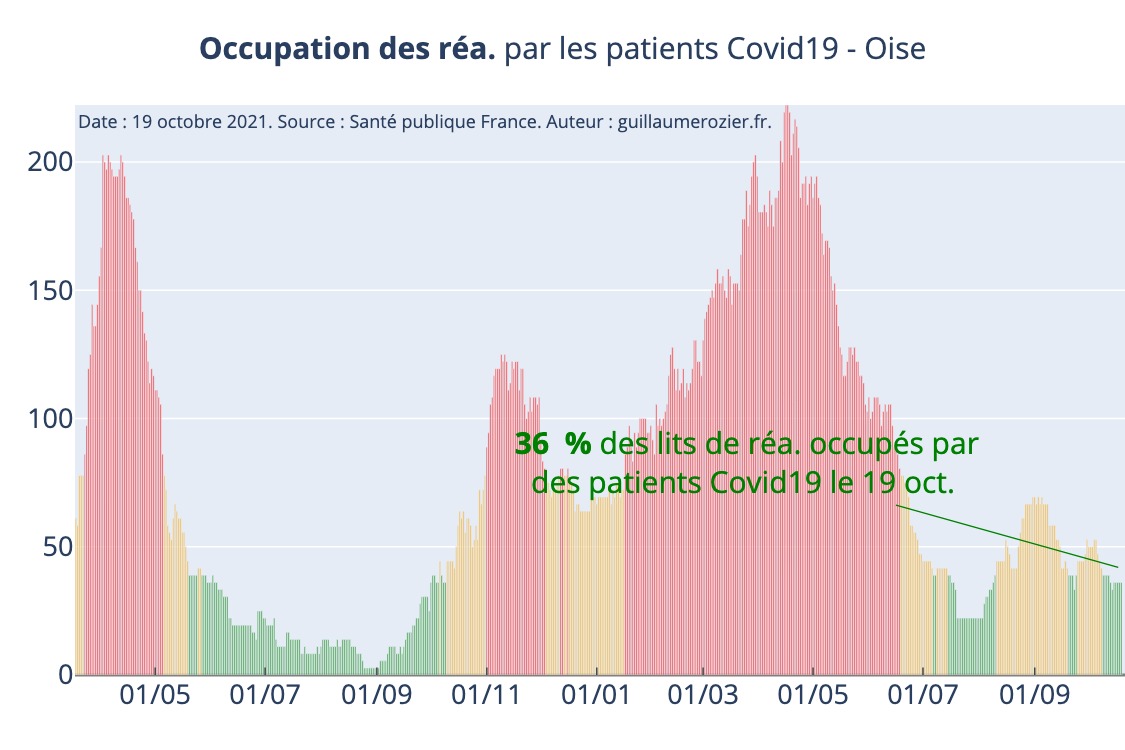 Occupation des réa. par les patients Covid19 - Oise
Date : 19 octobre 2021. Source : Santé publique France. Auteur : guillaumerozier.fr.
200
150
100
50
0
36 % des lits de réa. occupés par
des patients Covid19 le 19 oct.
01/05 01/07 01/09 01/11 01/01 01/03 01/05 01/07 01/09